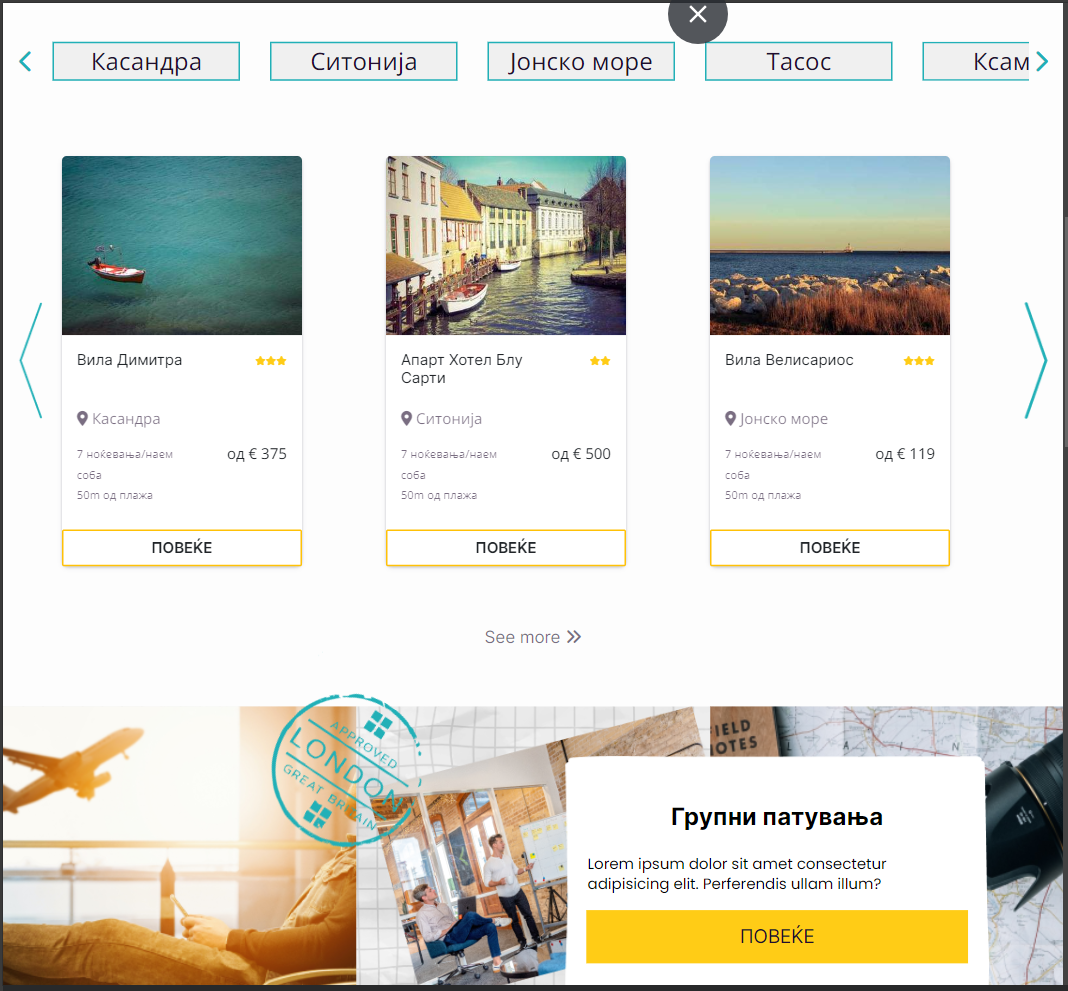 Касандра
Ситонија
Јонско море
Тасос
Ксам
Вила Димитра
Касандра
7 ноќевања/наем
соба
50m од плажа
од € 375
ПОВЕЌЕ
Апарт Хотел Блу
Сарти
Ситонија
7 ноќевања/наем
соба
50m од плажа
од € 500
ПОВЕЌЕ
Вила Велисариос
Јонско море
7 ноќевања/наем
соба
50m од плажа
од € 119
ПОВЕЌЕ
See more
APPROVED
LONDON
GREAT BRITAIN
FIELD
NOTES
L A I N
Групни патувања
Lorem ipsum dolor sit amet consectetur
adipisicing elit. Perferendis ullam illum?
ПОВЕЌЕ